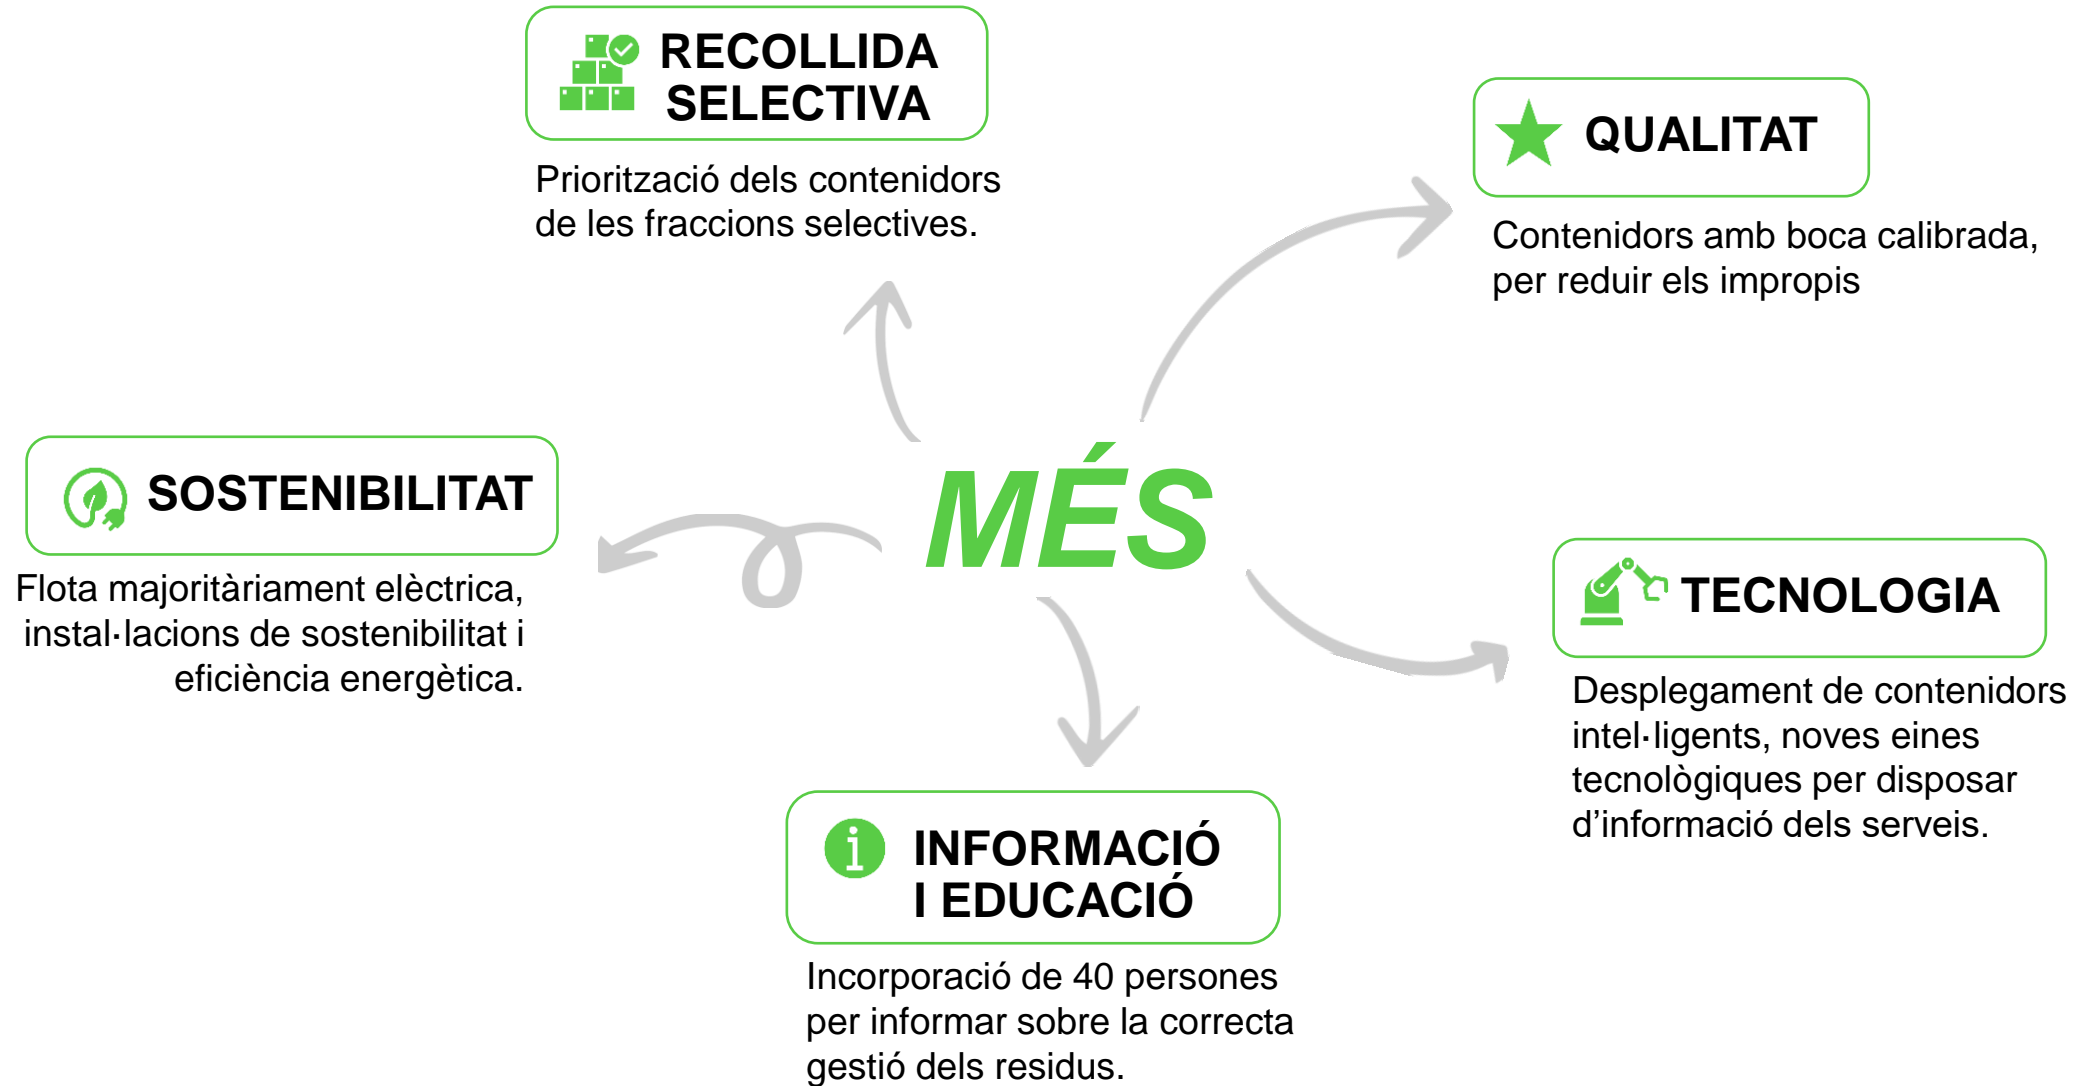 RECOLLIDA
SELECTIVA
Priorització dels contenidors
de les fraccions selectives.
QUALITAT
Contenidors amb boca calibrada,
per reduir els impropis
SOSTENIBILITAT
Flota majoritàriament elèctrica,
instal·lacions de sostenibilitat i
eficiència energètica.
MÉS
TECNOLOGIA
Desplegament de contenidors
intel·ligents, noves eines
tecnològiques per disposar
d’informació dels serveis.
INFORMACIÓ
I EDUCACIÓ
Incorporació de 40 persones
per informar sobre la correcta
gestió dels residus.